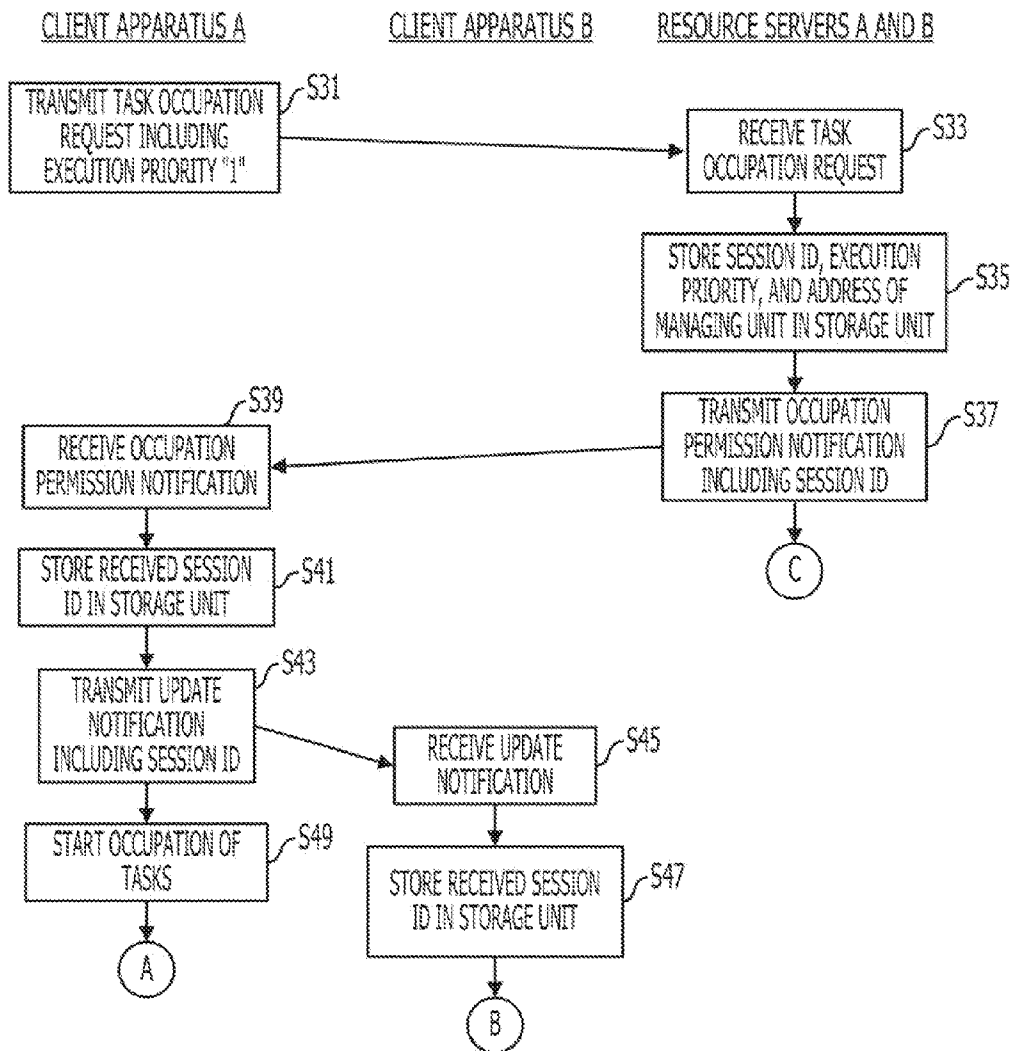 CLIENT APPARATUS A
CLIENT APPARATUS B
RESOURCE SERVERS A AND B
S31
TRANSMIT TASK OCCUPATION
REQUEST INCLUDING
EXECUTION PRIORITY "1"
S33
RECEIVE TASK
OCCUPATION REQUEST
S35
STORE SESSION ID, EXECUTION
PRIORITY, AND ADDRESS OF
MANAGING UNIT IN STORAGE UNIT
S37
TRANSMIT OCCUPATION
PERMISSION NOTIFICATION
INCLUDING SESSION ID
C
S39
RECEIVE OCCUPATION
PERMISSION NOTIFICATION
S41
STORE RECEIVED SESSION
ID IN STORAGE UNIT
S43
TRANSMIT UPDATE
NOTIFICATION
INCLUDING SESSION ID
S45
RECEIVE UPDATE
NOTIFICATION
S49
START OCCUPATION OF
TASKS
S47
STORE RECEIVED SESSION
ID IN STORAGE UNIT
A
B